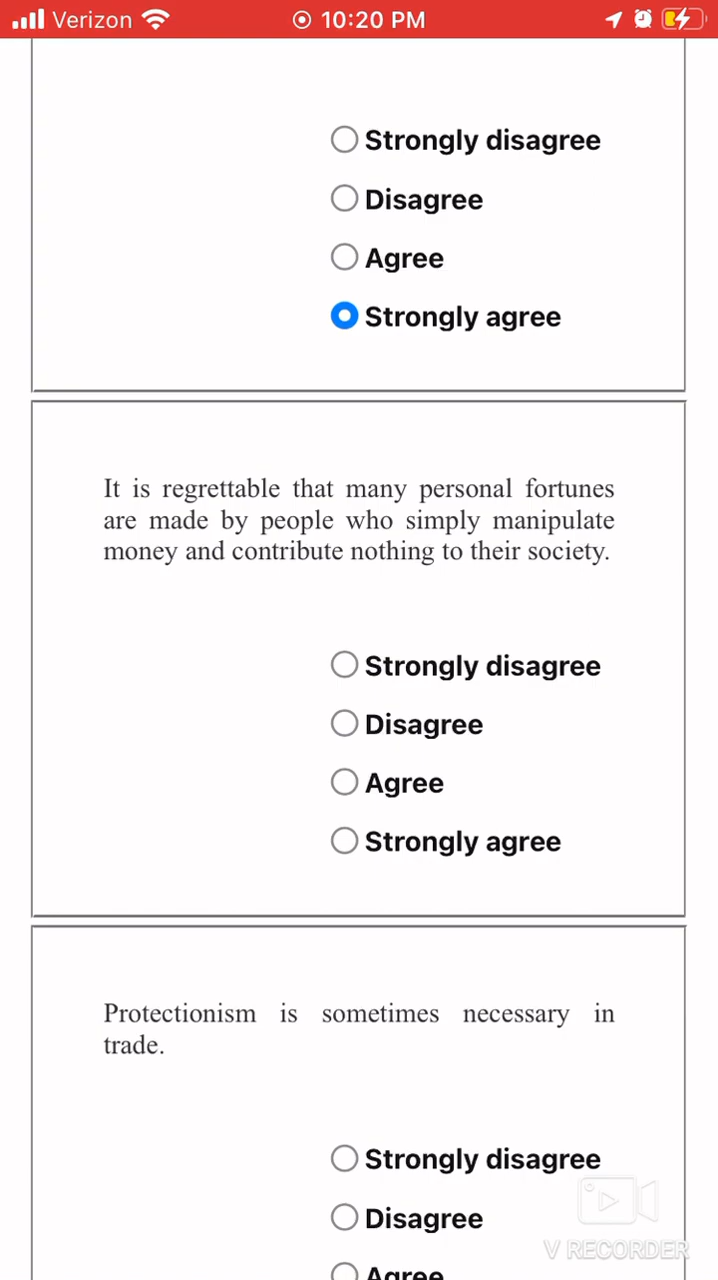 Verizon 10:20 PM
Strongly disagree
Disagree
Agree
Strongly agree
It is regrettable that many personal fortunes
are made by people who simply manipulate
money and contribute nothing to their society.
Strongly disagree
Disagree
Agree
Strongly agree
Protectionism is sometimes necessary in
trade.
Strongly disagree
Disagree
Agree
V RECORDER